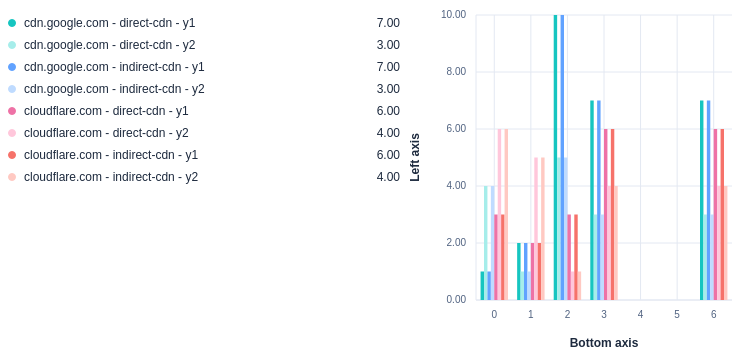 cdn.google.com - direct-cdn - y1 7.00
cdn.google.com - direct-cdn - y2 3.00
cdn.google.com - indirect-cdn - y1 7.00
cdn.google.com - indirect-cdn - y2 3.00
cloudflare.com - direct-cdn - y1 6.00
cloudflare.com - direct-cdn - y2 4.00
cloudflare.com - indirect-cdn - y1 6.00
cloudflare.com - indirect-cdn - y2 4.00
Left axis
10.00
8.00
6.00
4.00
2.00
0.00
0 1 2 3 4 5 6
Bottom axis